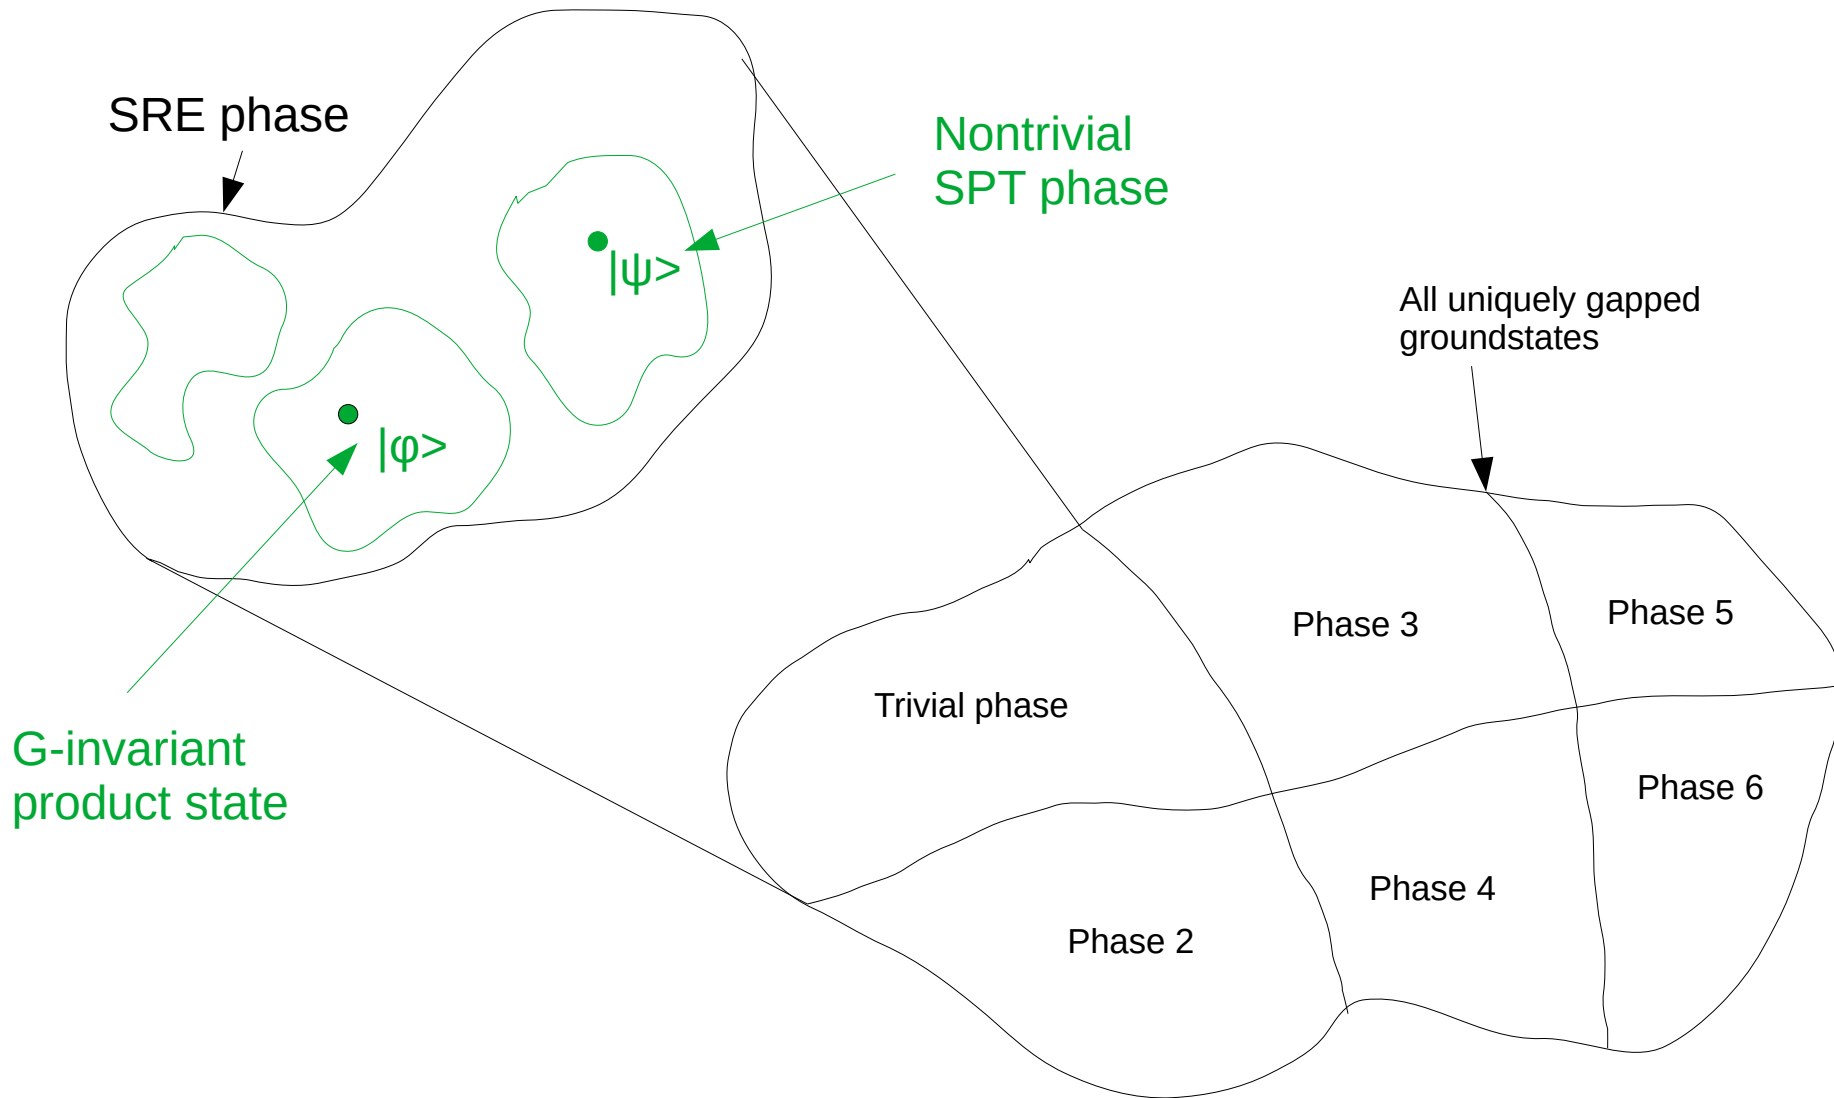 SRE phase
Nontrivial
SPT phase
|ψ>
All uniquely gapped
groundstates
|φ>
Phase 3
Phase 5
Trivial phase
G-invariant
product state
Phase 6
Phase 4
Phase 2